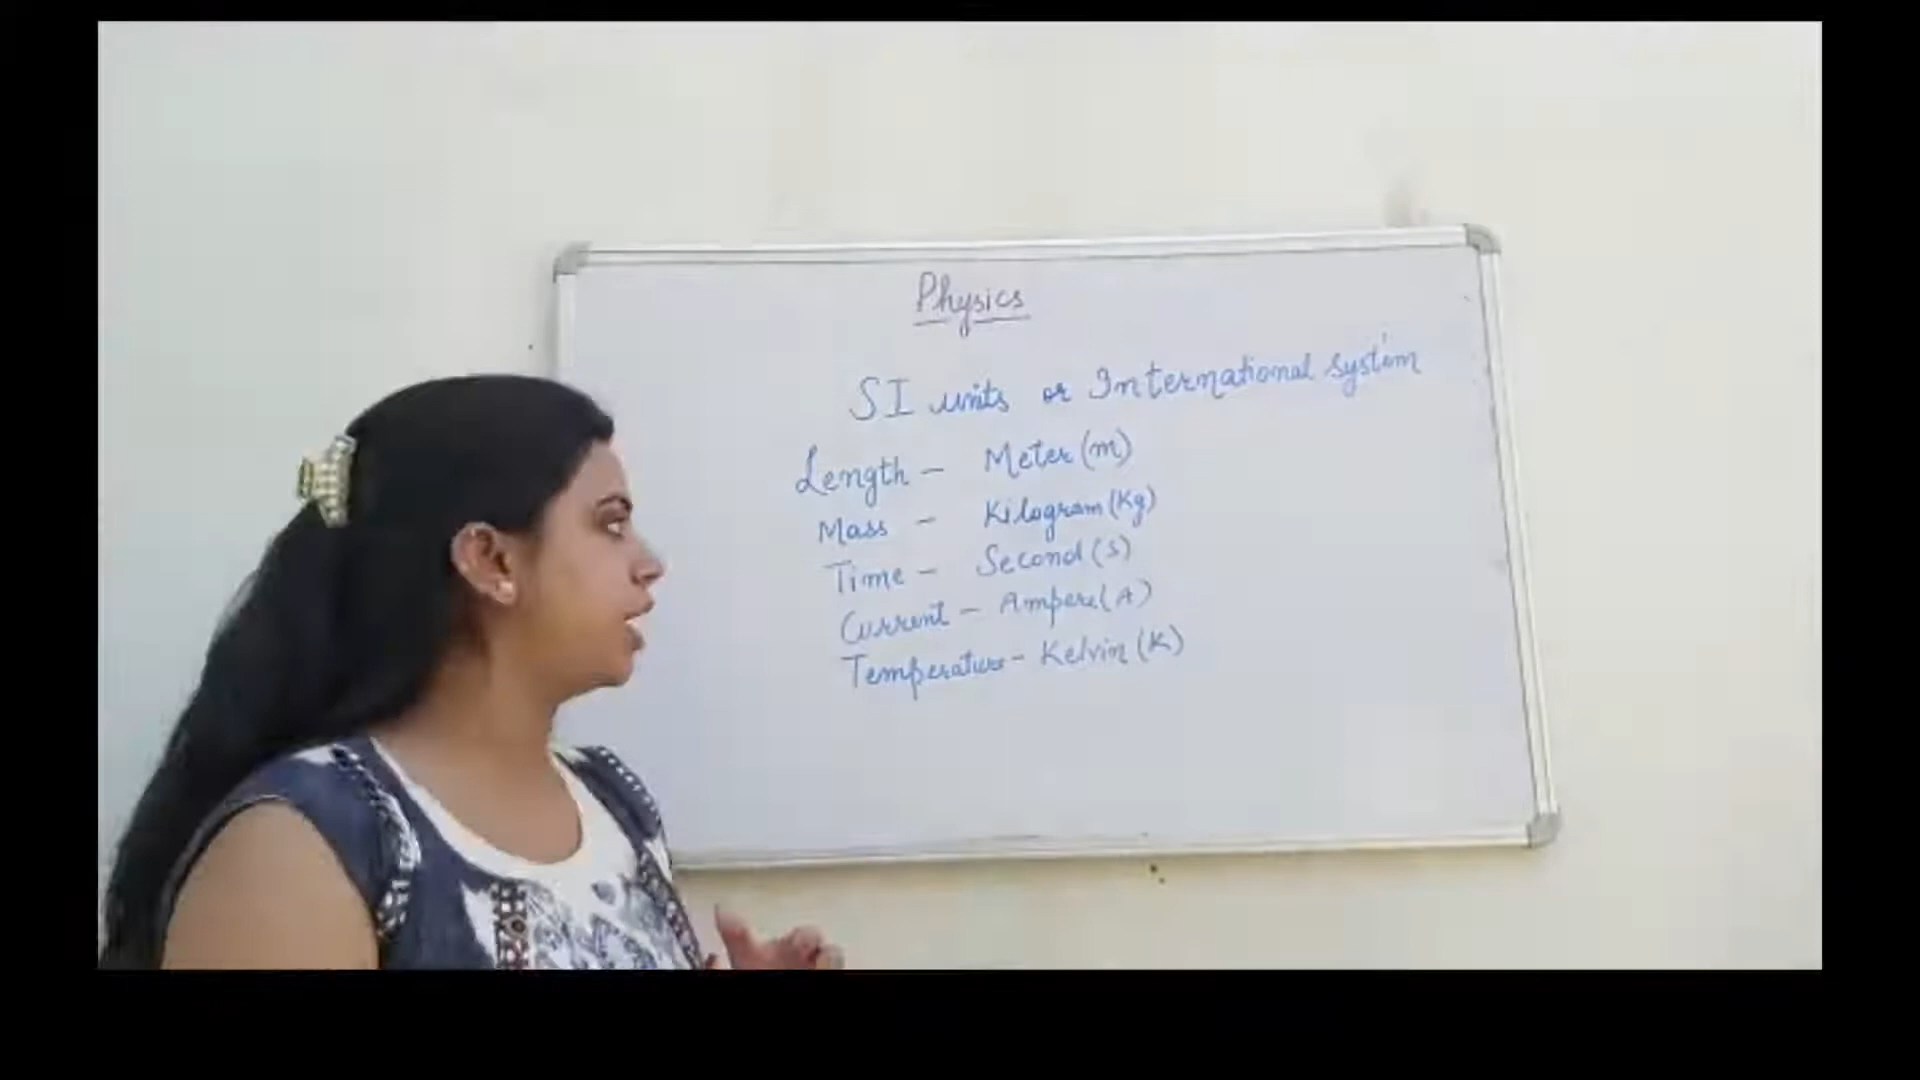 Physics
SI units or International system
Length - Meter (m)
Mass - Kilogram (Kg)
Time - Second (s)
Current - Ampere (A)
Temperature - Kelvin (K)